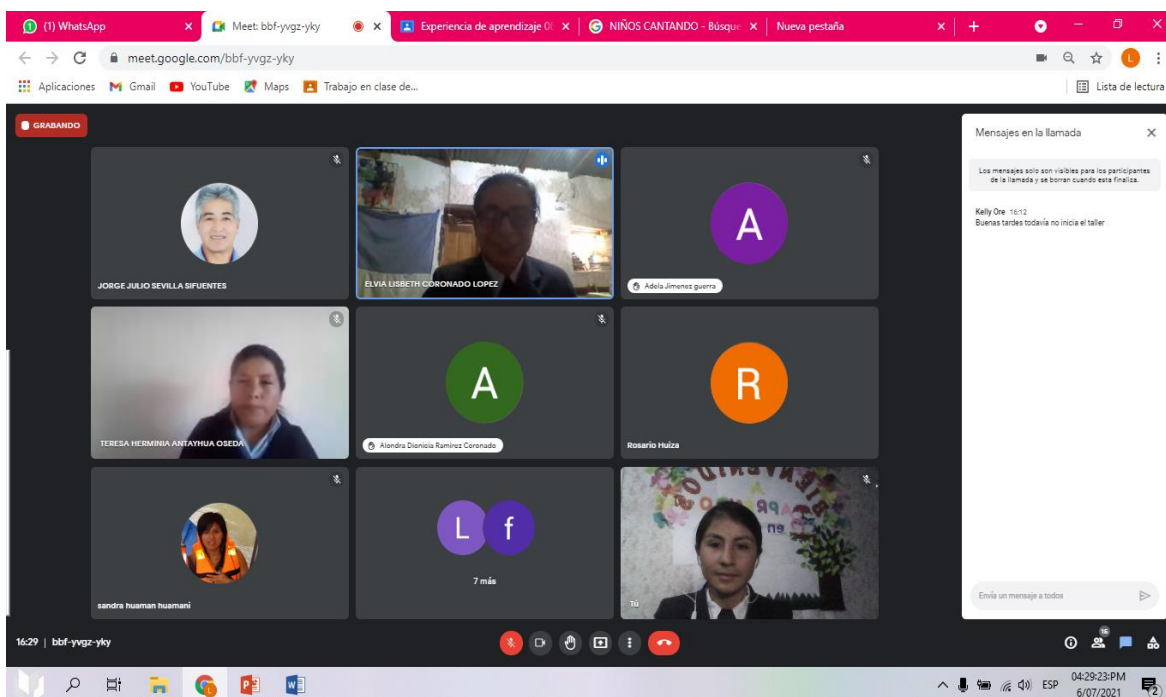 (1) WhatsApp
Meet: bbf-yvgz-yky
Experiencia de aprendizaje 0
NIÑOS CANTANDO - Búsque
Nueva pestaña
meet.google.com/bbf-yvgz-yky
L
Aplicaciones
Gmail
YouTube
Maps
Trabajo en clase de...
Lista de lectura
GRABANDO
JORGE JULIO SEVILLA SIFUENTES
ELVIA LISBETH CORONADO LOPEZ
A
Adela Jimenez guerra
TERESA HERMINIA ANTAYHUA OSEDA
A
Alondra Dionicia Ramirez Coronado
R
Rosario Huiza
sandra huaman huamani
L f
7 más
BIENVENIDOS
en
Tú
Mensajes en la llamada
Los mensajes solo son visibles para los participantes
de la llamada y se borran cuando esta finaliza.
Kelly Ore 16:12
Buenas tardes todavía no inicia el taller
Envía un mensaje a todos
16:29 | bbf-yvgz-yky
16
ESP
04:29:23:PM
6/07/2021
2